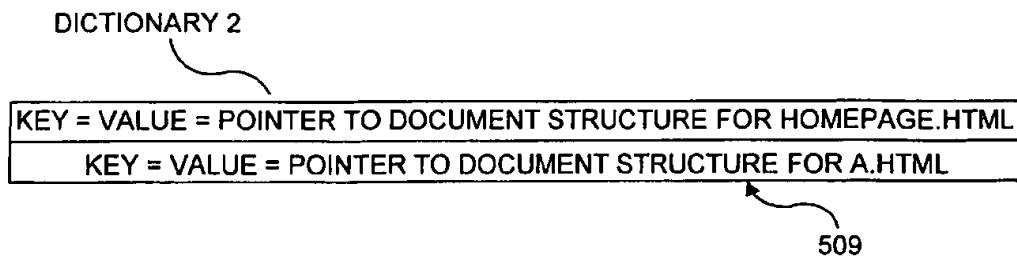 DICTIONARY 2
KEY = VALUE = POINTER TO DOCUMENT STRUCTURE FOR HOMEPAGE.HTML
KEY = VALUE = POINTER TO DOCUMENT STRUCTURE FOR A.HTML
509